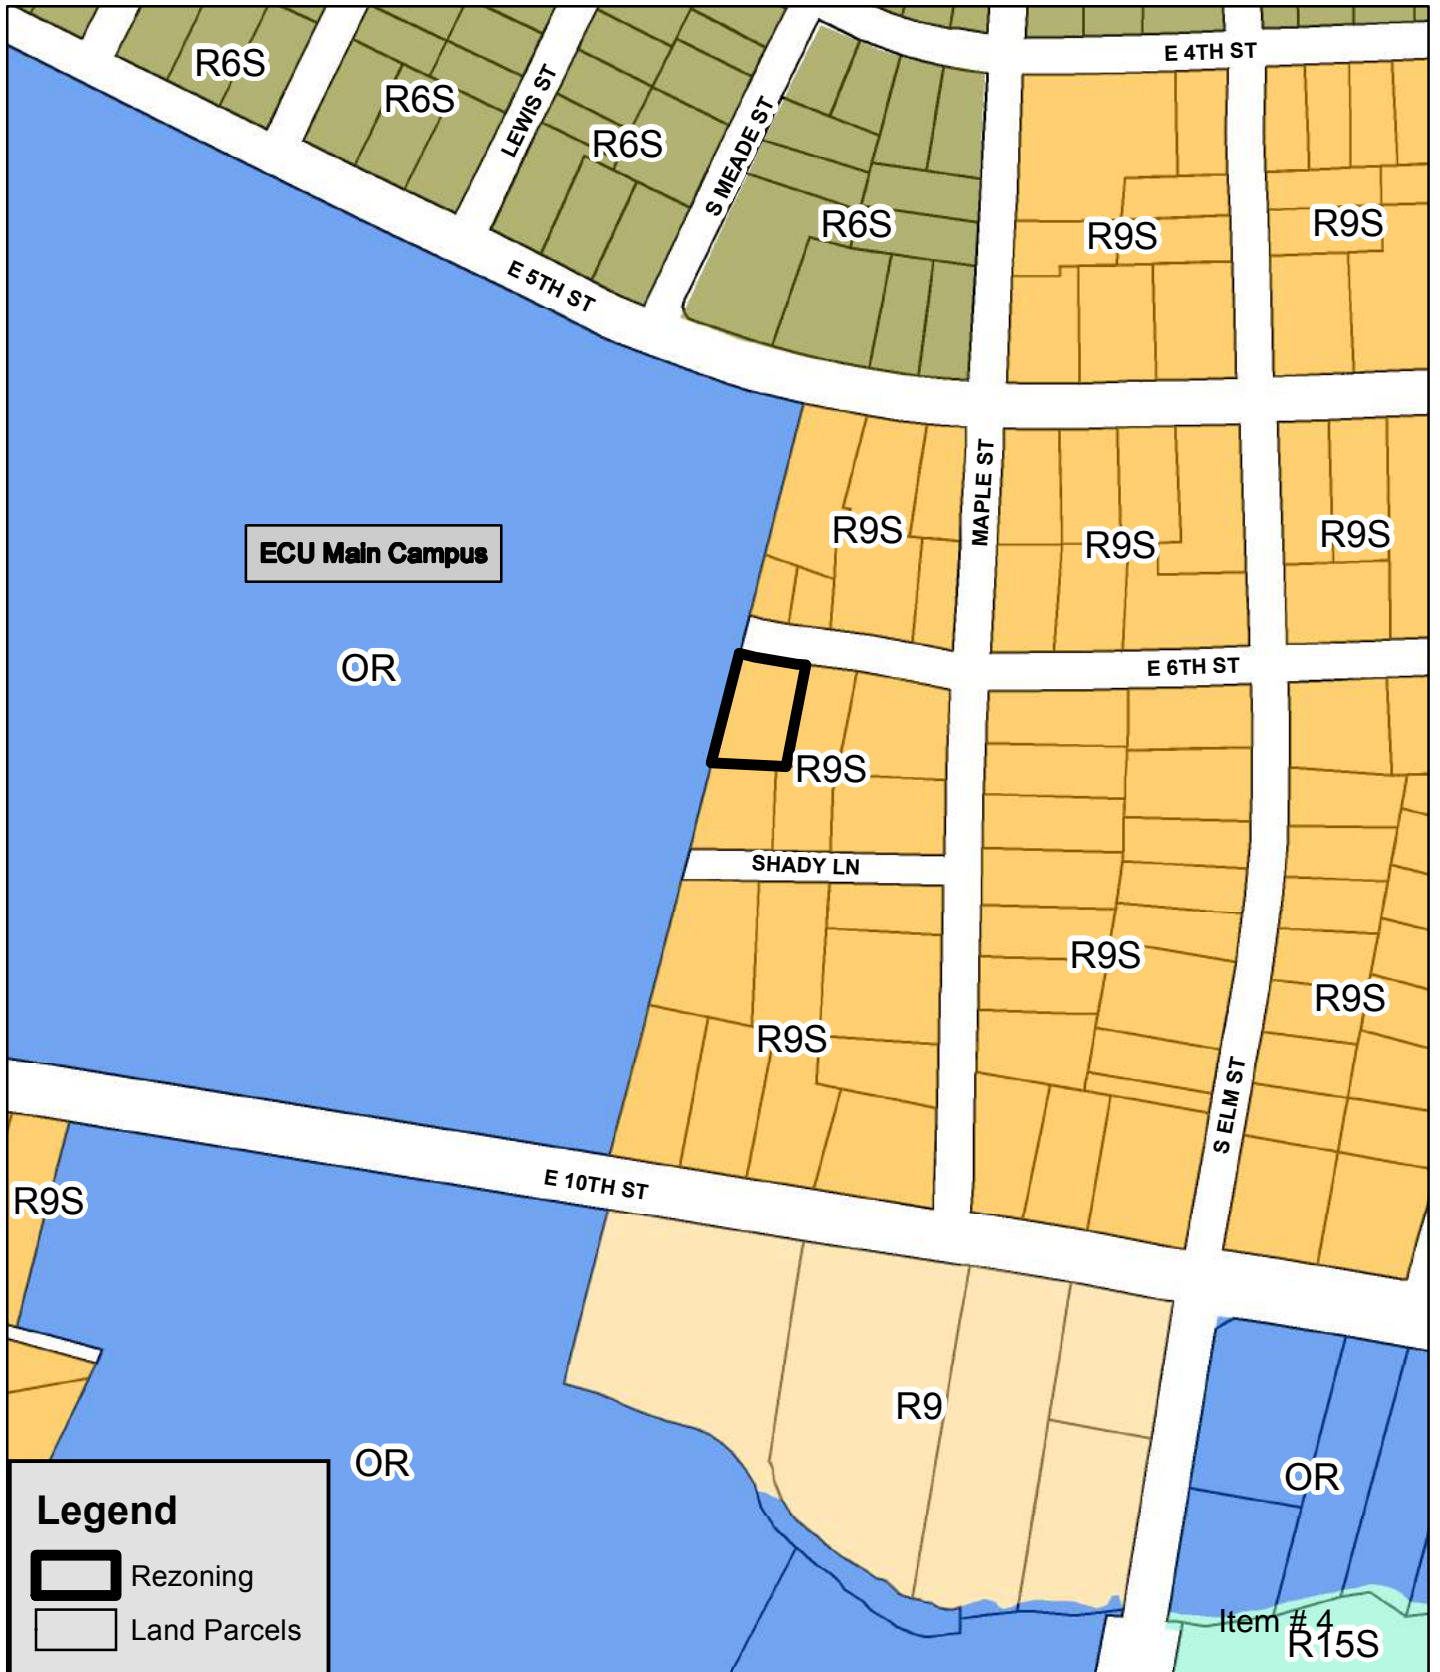 E 4TH ST
R6S
R6S
LEWIS ST
R6S
S MEADE ST
R6S
R9S
R9S
E 5TH ST
MAPLE ST
R9S
R9S
R9S
ECU Main Campus
OR
E 6TH ST
R9S
SHADY LN
R9S
R9S
R9S
S ELM ST
E 10TH ST
R9S
R9
OR
OR
Legend
Rezoning
Land Parcels
Item # 4
R15S